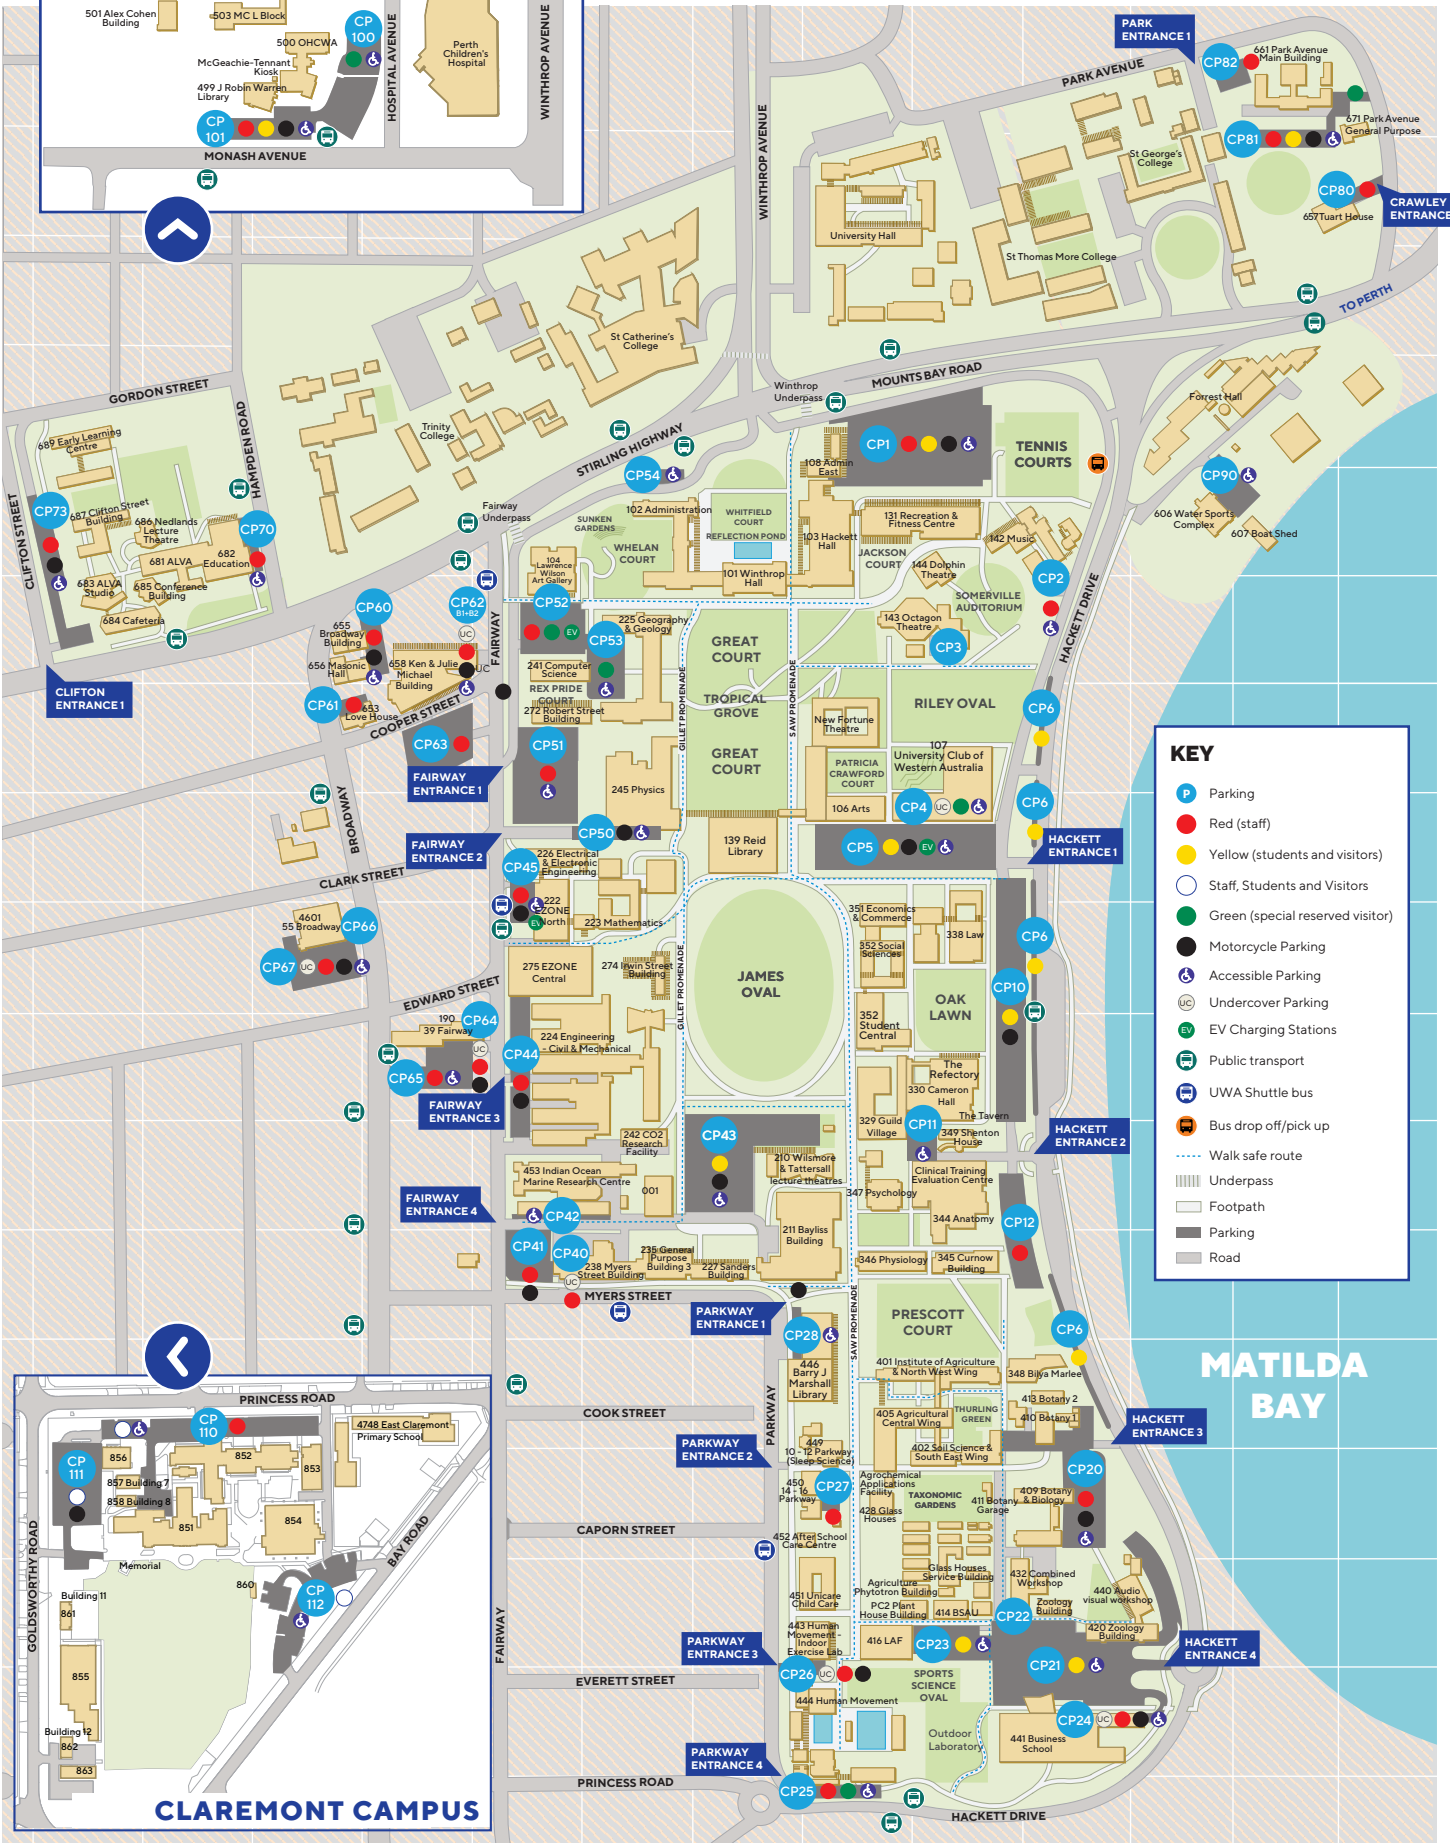 501 Alex Cohen
Building
503 MC L Block
CP
100
500 OHCWA
McGeachie-Tennant
Kiosk
499 J Robin Warren
Library
CP
101
HOSPITAL AVENUE
Perth
Children's
Hospital
WINTHROP AVENUE
MONASH AVENUE
WINTHROP AVENUE
PARK
ENTRANCE 1
PARK AVENUE
CP82
661 Park Avenue
Main Building
671 Park Avenue
General Purpose
CP81
CP80
657Tuart House
CRAWLEY
ENTRANCE
St George's
College
University Hall
St Thomas More College
TO PERTH
St Catherine's
College
MOUNTS BAY ROAD
Winthrop
Underpass
GORDON STREET
HAMPDEN ROAD
Trinity
College
STIRLING HIGHWAY
CP54
Forrest Hall
CP1
108 Admin
East
TENNIS
COURTS
CP90
606 Water Sports
Complex
607 Boat Shed
689 Early Learning
Centre
CLIFTON STREET
CP73
687 Clifton Street
Building
686 Nedlands
Lecture
Theatre
CP70
681 ALVA
682
Education
683 ALVA
Studio
685 Conference
Building
684 Cafeteria
CLIFTON
ENTRANCE 1
Fairway
Underpass
SUNKEN
GARDENS
102 Administration
WHITFIELD
COURT
REFLECTION POND
WHELAN
COURT
103 Hackett
Hall
101 Winthrop
Hall
131 Recreation &
Fitness Centre
JACKSON
COURT
142 Music
144 Dolphin
Theatre
CP2
SOMERVILLE
AUDITORIUM
143 Octagon
Theatre
CP3
HACKETT DRIVE
104
Lawrence
Wilson
Art Gallery
CP60
CP62
B1+B2
UC
CP52
EV
CP53
225 Geography
& Geology
655
Broadway
Building
656 Masonic
Hall
658 Ken & Julie
Michael
Building
UC
FAIRWAY
241 Computer
Science
REX PRIDE
COURT
272 Robert Street
Building
CP61
653
Love House
COOPER STREET
CP63
FAIRWAY
ENTRANCE 1
CP51
GREAT
COURT
TROPICAL
GROVE
GREAT
COURT
GILLET PROMENADE
SAW PROMENADE
RILEY OVAL
New Fortune
Theatre
CP6
107
University Club of
Western Australia
PATRICIA
CRAWFORD
COURT
106 Arts
CP4
UC
CP6
245 Physics
CP50
139 Reid
Library
CP5
EV
HACKETT
ENTRANCE 1
BROADWAY
FAIRWAY
ENTRANCE 2
CLARK STREET
CP45
226 Electrical
& Electronic
Engineering
222
EZONE
North
EV
223 Mathematics
4601
55 Broadway
CP66
CP67
UC
275 EZONE
Central
274 Irwin Street
Building
GILLET PROMENADE
JAMES
OVAL
351 Economics
& Commerce
338 Law
352 Social
Sciences
CP6
CP10
OAK
LAWN
352
Student
Central
EDWARD STREET
190
39 Fairway
CP64
UC
CP65
CP44
224 Engineering
- Civil & Mechanical
FAIRWAY
ENTRANCE 3
The
Refectory
330 Cameron
Hall
The Tavern
329 Guild
Village
CP11
349 Shenton
House
HACKETT
ENTRANCE 2
242 CO2
Research
Facility
CP43
210 Wilsmore
& Tattersall
lecture theatres
453 Indian Ocean
Marine Research Centre
001
Clinical Training
Evaluation Centre
347 Psychology
344 Anatomy
CP12
FAIRWAY
ENTRANCE 4
CP42
CP41
CP40
UC
235 General
Purpose
Building 3
238 Myers
Street Building
227 Sanders
Building
211 Bayliss
Building
346 Physiology
345 Curnow
Building
MYERS STREET
PARKWAY
ENTRANCE 1
CP28
SAW PROMENADE
PRESCOTT
COURT
CP6
446
Barry J
Marshall
Library
401 Institute of Agriculture
& North West Wing
348 Bilya Marlee
413 Botany 2
410 Botany 1
HACKETT
ENTRANCE 3
COOK STREET
PARKWAY
405 Agricultural
Central Wing
THURLING
GREEN
402 Soil Science &
South East Wing
PARKWAY
ENTRANCE 2
449
10 - 12 Parkway
(Sleep Science)
450
14 - 16
Parkway
CP27
Agrochemical
Applications
Facility
428 Glass
Houses
TAXONOMIC
GARDENS
411 Botany
Garage
409 Botany
& Biology
CP20
CAPORN STREET
452 After School
Care Centre
451 Unicare
Child Care
Glass Houses
Service Building
Agriculture
Phytotron Building
PC2 Plant
House Building
414 BSAU
432 Combined
Workshop
Zoology
Building
440 Audio
visual workshop
CP22
420 Zoology
Building
443 Human
Movement -
Indoor
Exercise Lab
416 LAF
CP23
CP21
HACKETT
ENTRANCE 4
PARKWAY
ENTRANCE 3
CP26
UC
EVERETT STREET
SPORTS
SCIENCE
OVAL
444 Human Movement
CP24
UC
441 Business
School
Outdoor
Laboratory
PARKWAY
ENTRANCE 4
PRINCESS ROAD
CP25
HACKETT DRIVE
FAIRWAY
MATILDA
BAY
KEY
P
Parking
Red (staff)
Yellow (students and visitors)
Staff, Students and Visitors
Green (special reserved visitor)
Motorcycle Parking
Accessible Parking
UC
Undercover Parking
EV
EV Charging Stations
Public transport
UWA Shuttle bus
Bus drop off/pick up
Walk safe route
Underpass
Footpath
Parking
Road
PRINCESS ROAD
CP
110
4748 East Claremont
Primary School
CP
111
856
852
853
857 Building 7
858 Building 8
851
854
Memorial
BAY ROAD
GOLDSWORTHY ROAD
860
CP
112
Building 11
861
855
Building 12
862
863
CLAREMONT CAMPUS